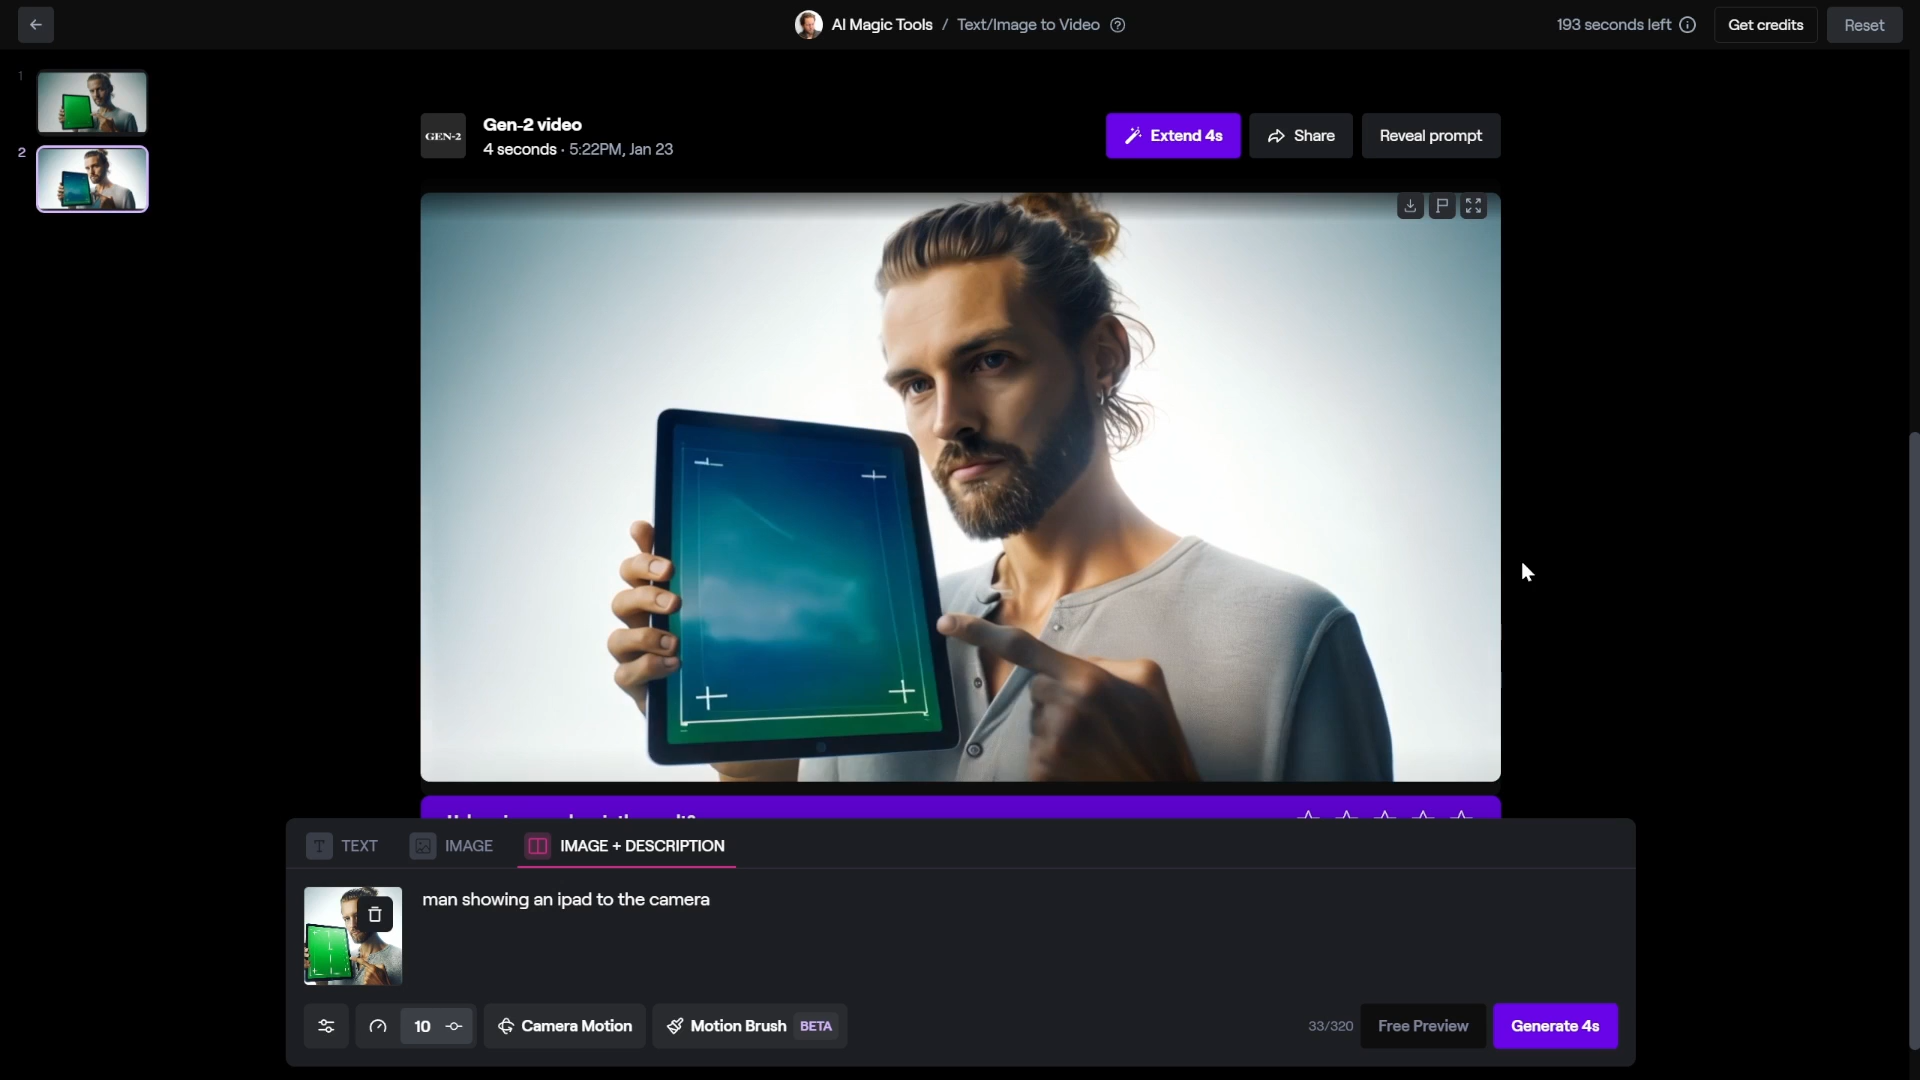 AI Magic Tools / Text/Image to Video
193 seconds left
Get credits
Reset
1
2
GEN-2
Gen-2 video
4 seconds · 5:22PM, Jan 23
Extend 4s
Share
Reveal prompt
TEXT
IMAGE
IMAGE + DESCRIPTION
man showing an ipad to the camera
10
Camera Motion
Motion Brush BETA
33/320
Free Preview
Generate 4s